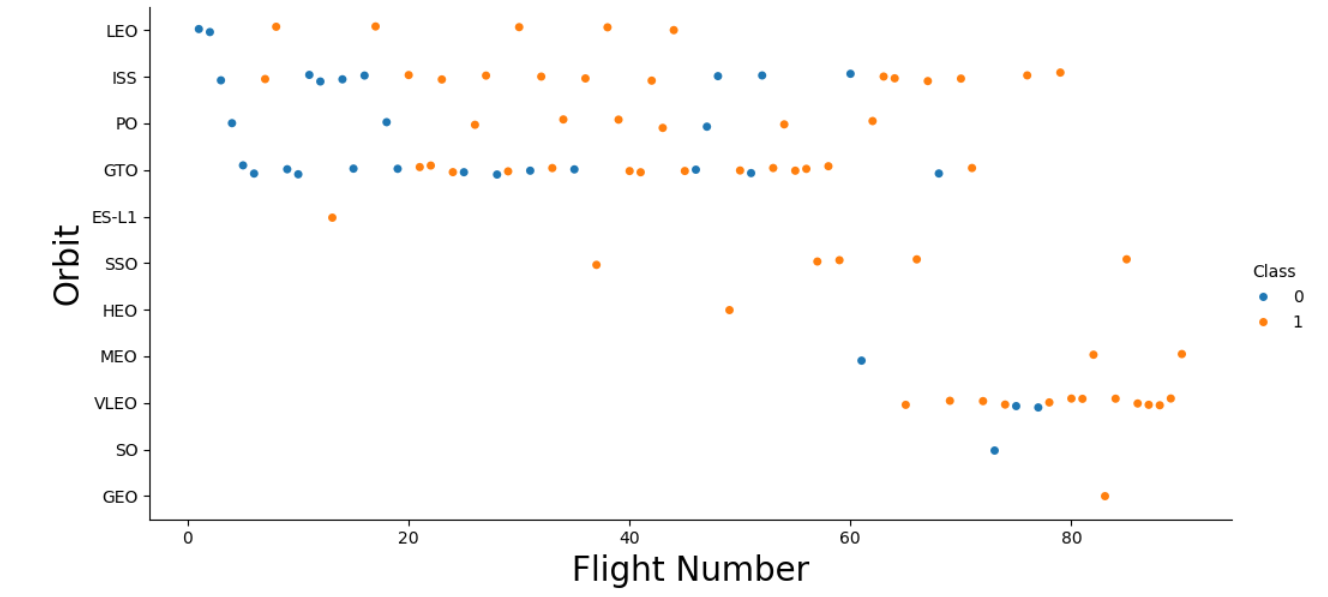 LEO
ISS
PO
GTO
ES-L1
SSO
HEO
MEO
VLEO
SO
GEO
Orbit
0 20 40 60 80
Flight Number
Class
0
1